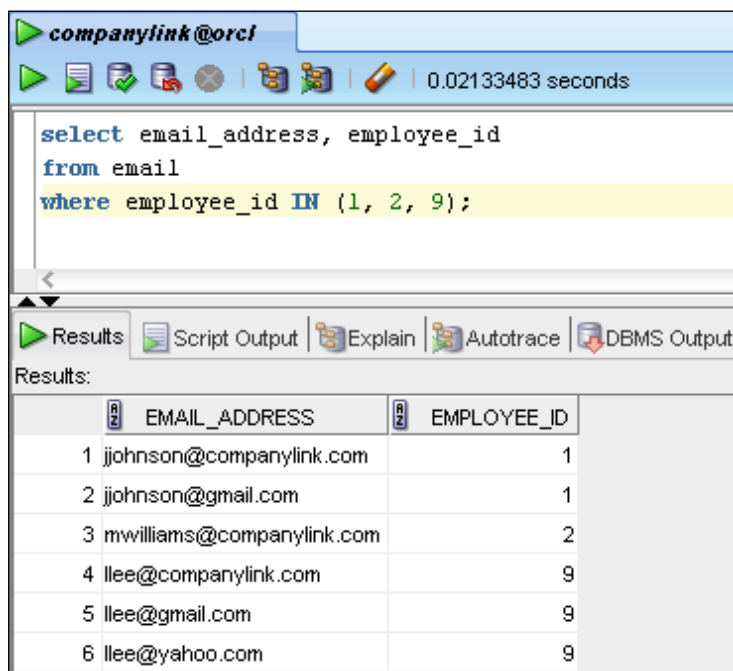 companylink@orcl
0.02133483 seconds
select email_address, employee_id
from email
where employee_id IN (1, 2, 9);
Results Script Output Explain Autotrace DBMS Output
Results:
EMAIL_ADDRESS EMPLOYEE_ID
1 jjohnson@companylink.com 1
2 jjohnson@gmail.com 1
3 mwilliams@companylink.com 2
4 llee@companylink.com 9
5 llee@gmail.com 9
6 llee@yahoo.com 9